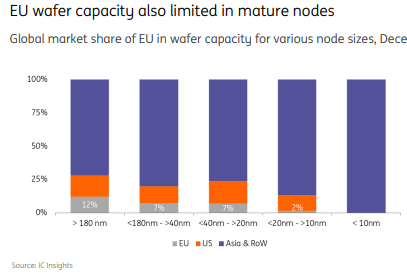 EU wafer capacity also limited in mature nodes
Global market share of EU in wafer capacity for various node sizes, Dece
100%
75%
50%
25%
0%
12%
7%
7%
2%
> 180 nm
<180nm - >40nm
<40nm - >20nm
<20nm - >10nm
< 10nm
EU
US
Asia & RoW
Source: IC Insights